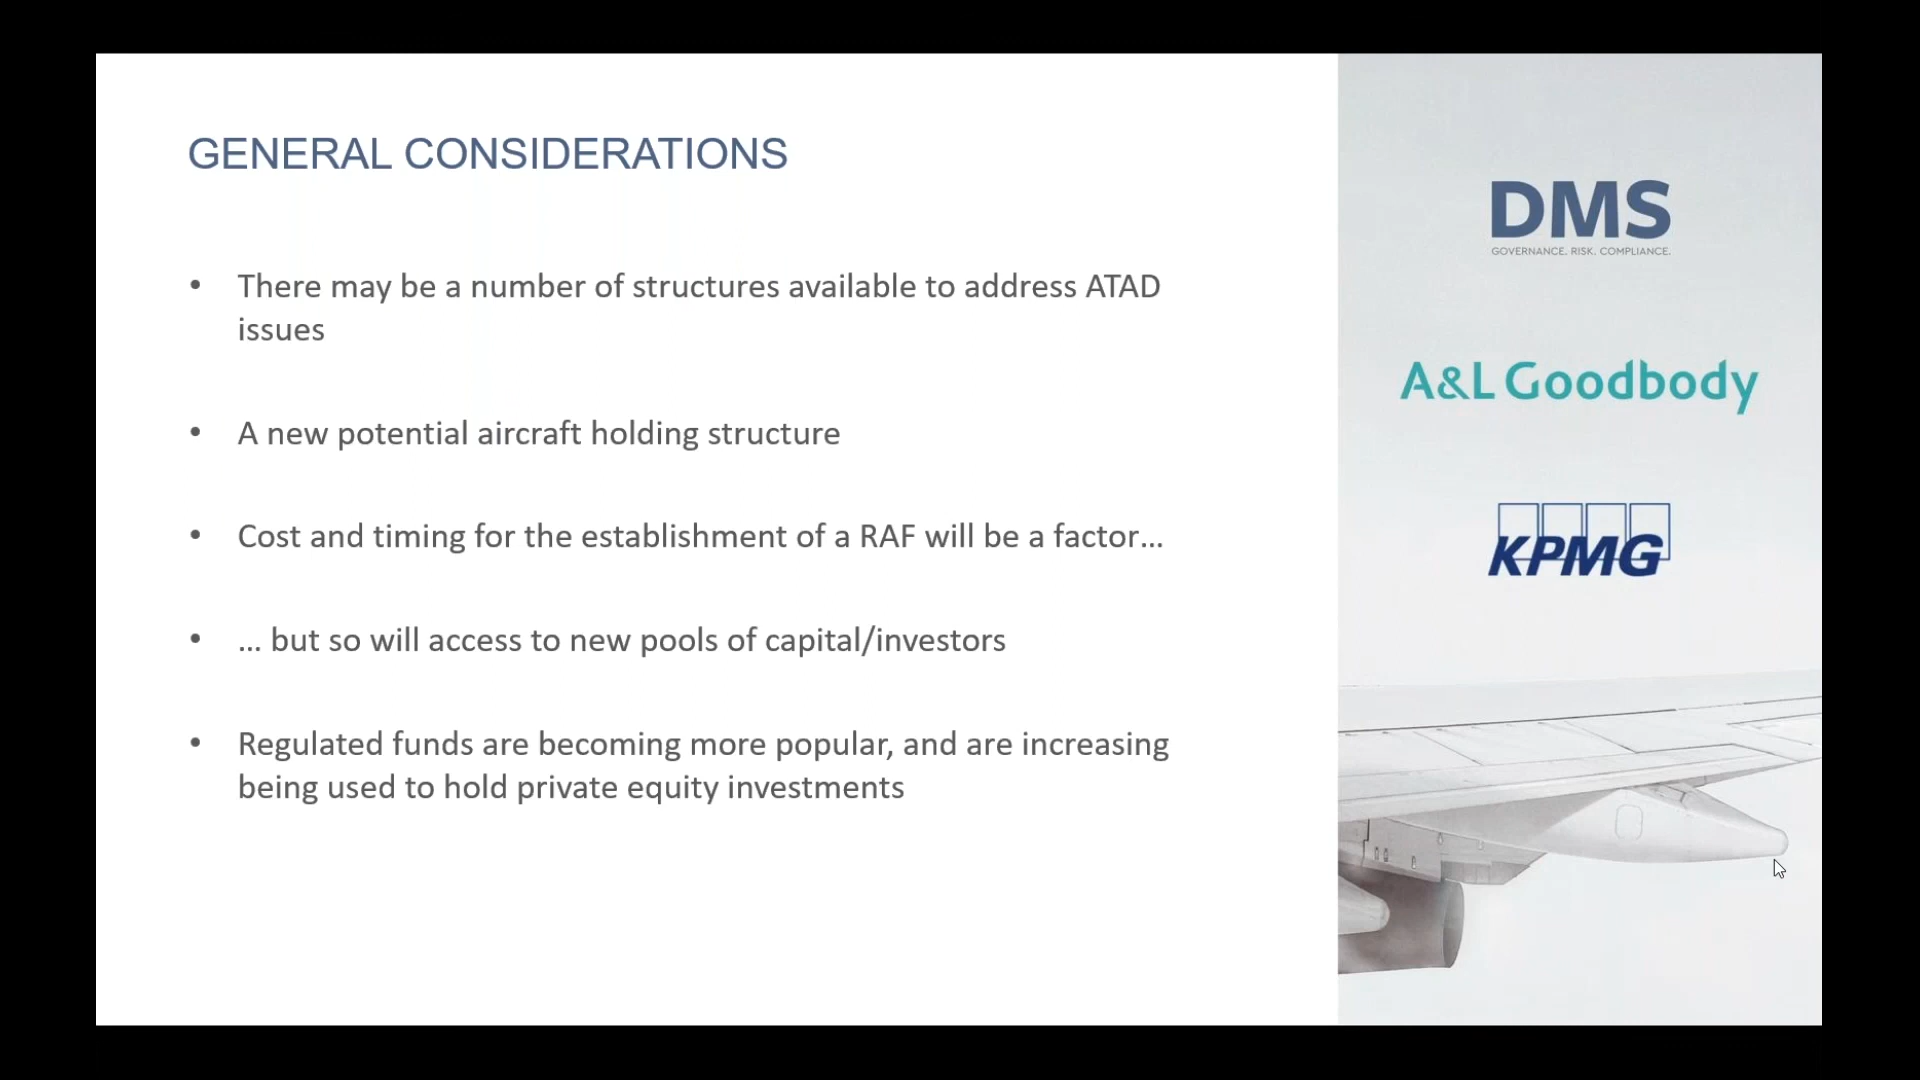 GENERAL CONSIDERATIONS
• There may be a number of structures available to address ATAD
issues
• A new potential aircraft holding structure
• Cost and timing for the establishment of a RAF will be a factor…
• … but so will access to new pools of capital/investors
• Regulated funds are becoming more popular, and are increasing
being used to hold private equity investments
DMS
GOVERNANCE. RISK. COMPLIANCE.
A&L Goodbody
KPMG